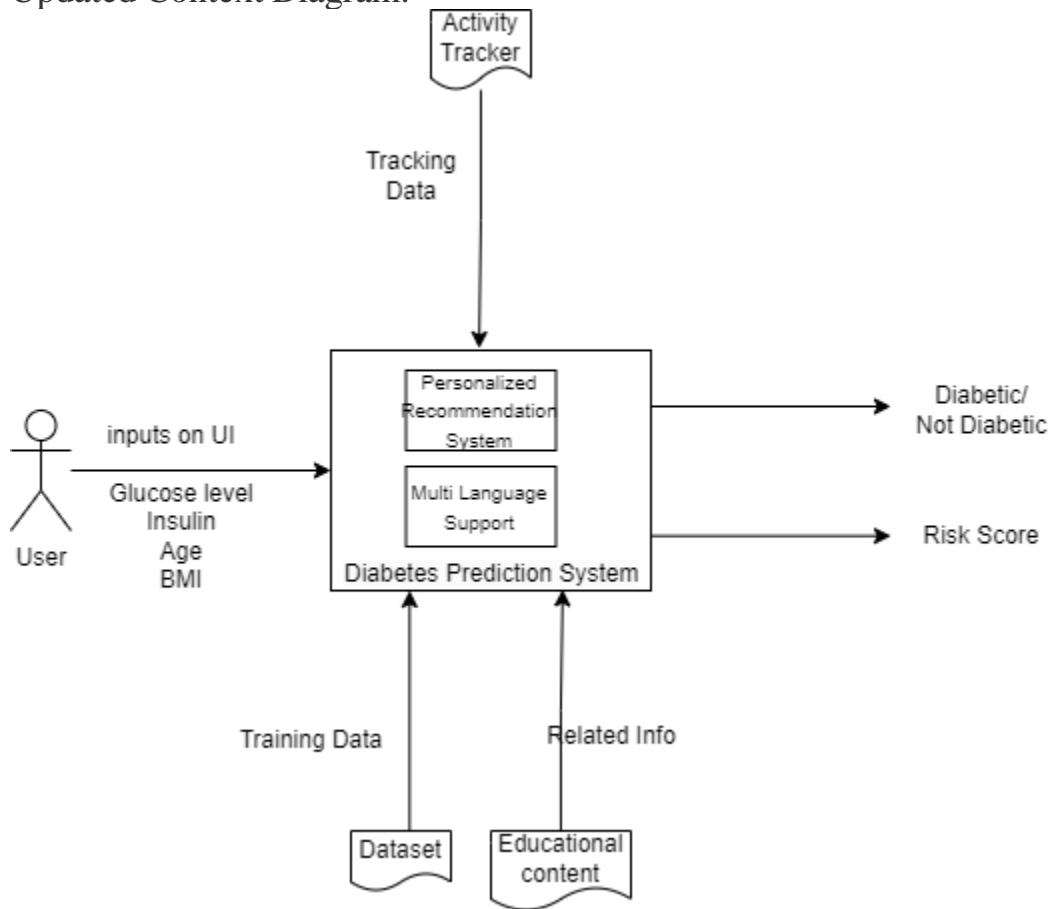 Updated Context Diagram:
Activity
Tracker
Tracking
Data
Personalized
Recommendation
System
Diabetic/
Not Diabetic
inputs on UI
Glucose level
Insulin
Age
BMI
User
Multi Language
Support
Risk Score
Diabetes Prediction System
Training Data
Related Info
Dataset
Educational
content